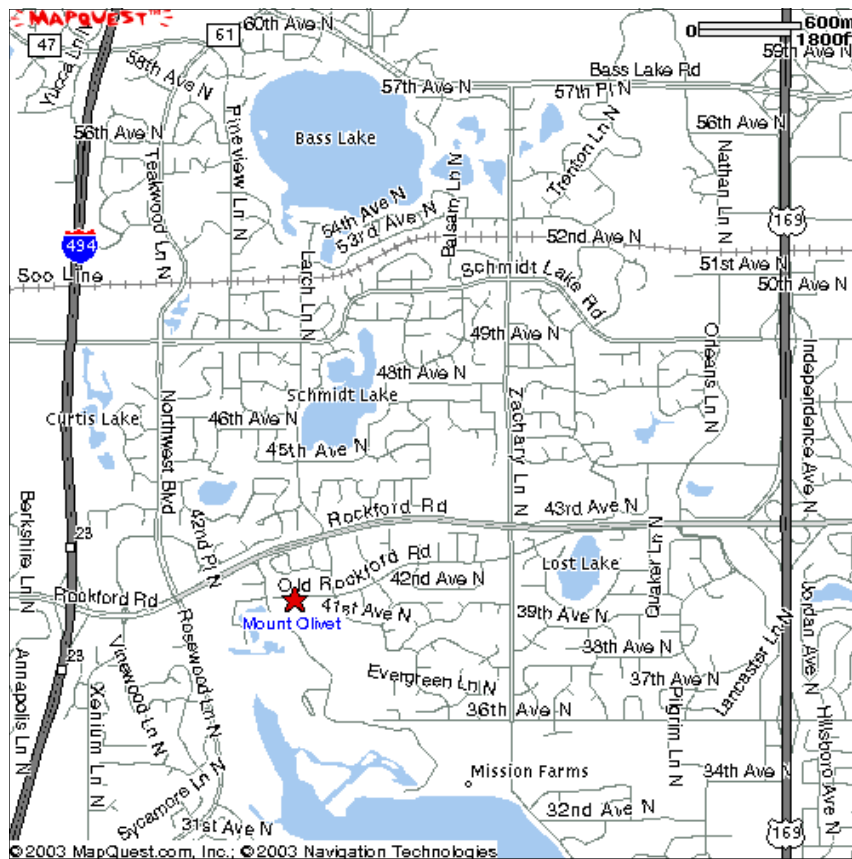 MAPQUEST™
60th Ave N
0 600m
1800ft
47
61
Yucca Ln N
58th Ave N
59th Ave N
Bass Lake Rd
57th Ave N
57th Pl N
Pineview Ln N
56th Ave N
56th Ave N
Bass Lake
Teakwood Ln N
Trenton Ln N
Nathan Ln N
Balsam Ln N
54th Ave N
53rd Ave N
169
494
52nd Ave N
Soo Line
Larch Ln N
Schmidt Lake Rd
51st Ave N
50th Ave N
49th Ave N
Orleans Ln N
Independence Ave N
48th Ave N
Schmidt Lake
Zachary Ln N
Northwest Blvd
Curtis Lake
46th Ave N
45th Ave N
Berkshire Ln N
42nd Pl N
Rockford Rd
43rd Ave N
23
Old Rockford Rd
42nd Ave N
Lost Lake
Quaker Ln N
Rockford Rd
41st Ave N
39th Ave N
Jordan Ave N
Mount Olivet
38th Ave N
Lancaster Ln N
23
Annapolis Ln N
Xenium Ln N
Vinewood Ln N
Rosewood Ln N
Evergreen Ln N
37th Ave N
Pilgrim Ln N
36th Ave N
Hillsboro Ave N
Mission Farms
34th Ave N
Sycamore Ln N
31st Ave N
32nd Ave N
169
©2003 MapQuest.com, Inc.; ©2003 Navigation Technologies